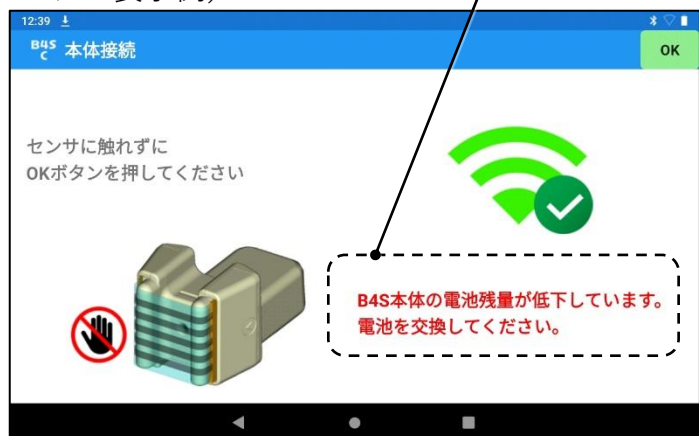 12:39
B4S
C
本体接続
OK
センサに触れずに
OKボタンを押してください
B4S本体の電池残量が低下しています。
電池を交換してください。